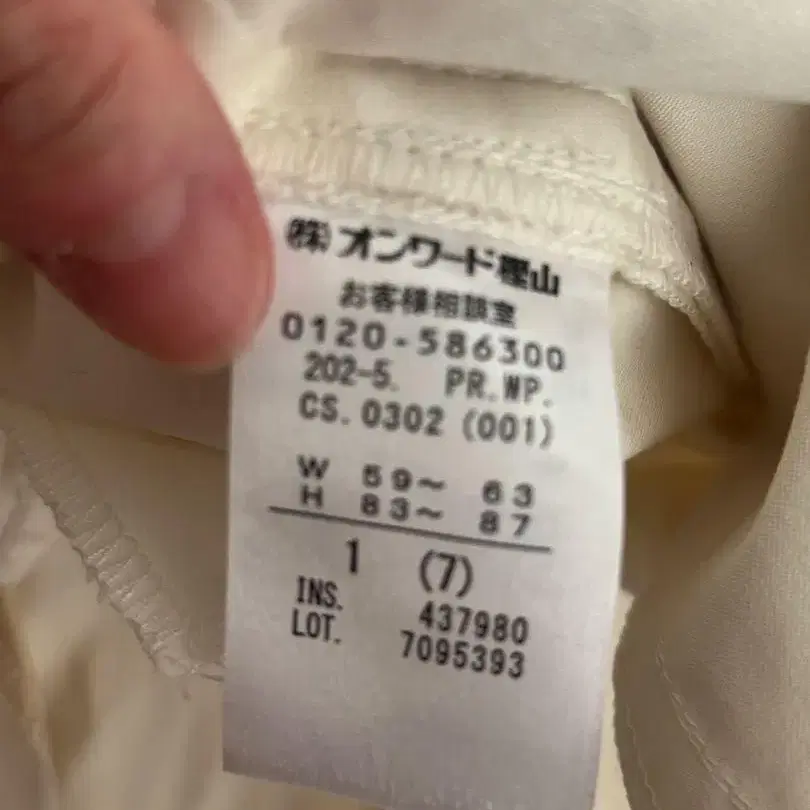 ㈱オンワード樫山
お客様相談室
0120-586300
202-5. PR.WP.
CS.0302 (001)
W 59～ 63
H 83～ 87
1 (7)
INS. 437980
LOT. 7095393